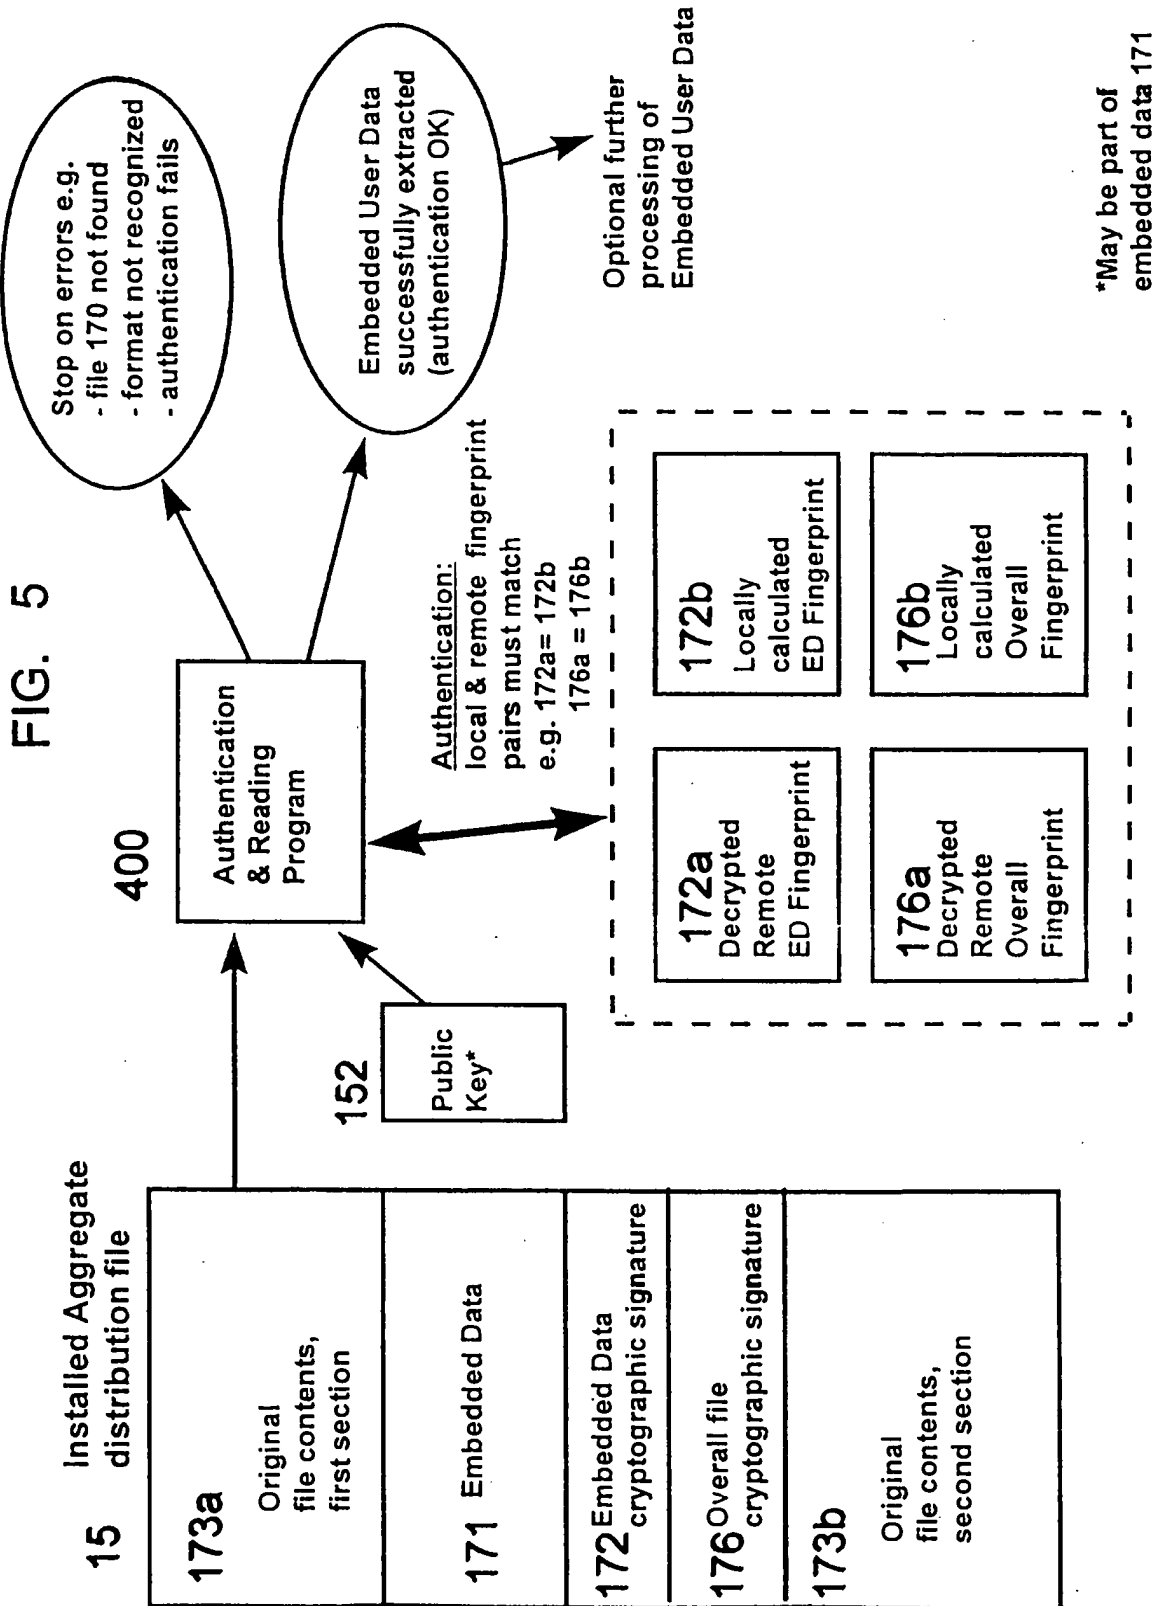 FIG. 5
15
Installed Aggregate
distribution file
173a
Original
file contents,
first section
171 Embedded Data
172 Embedded Data
cryptographic signature
176 Overall file
cryptographic signature
173b
Original
file contents,
second section
152
Public
Key*
400
Authentication
& Reading
Program
Stop on errors e.g.
- file 170 not found
- format not recognized
- authentication fails
Embedded User Data
successfully extracted
(authentication OK)
Optional further
processing of
Embedded User Data
Authentication:
local & remote fingerprint
pairs must match
e.g. 172a= 172b
176a = 176b
172a
Decrypted
Remote
ED Fingerprint
172b
Locally
calculated
ED Fingerprint
176a
Decrypted
Remote
Overall
Fingerprint
176b
Locally
calculated
Overall
Fingerprint
*May be part of
embedded data 171